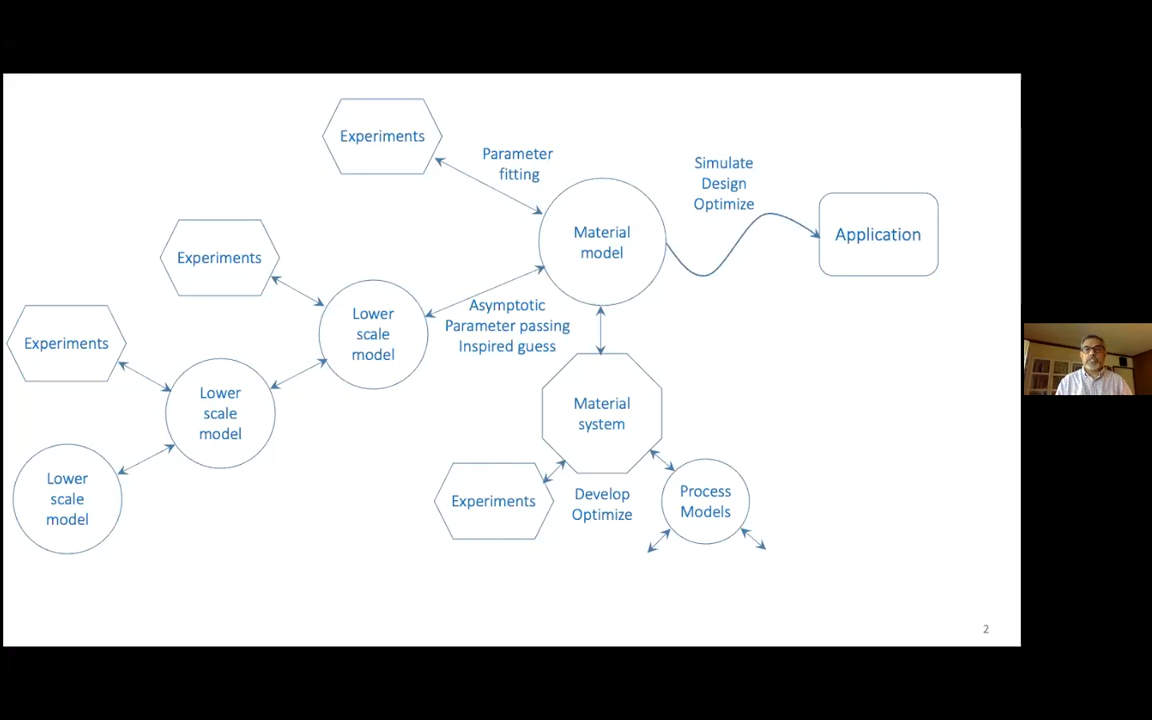 Experiments
Parameter
fitting
Simulate
Design
Optimize
Material
model
Application
Experiments
Asymptotic
Parameter passing
Inspired guess
Lower
scale
model
Experiments
Lower
scale
model
Material
system
Lower
scale
model
Experiments
Develop
Optimize
Process
Models
2